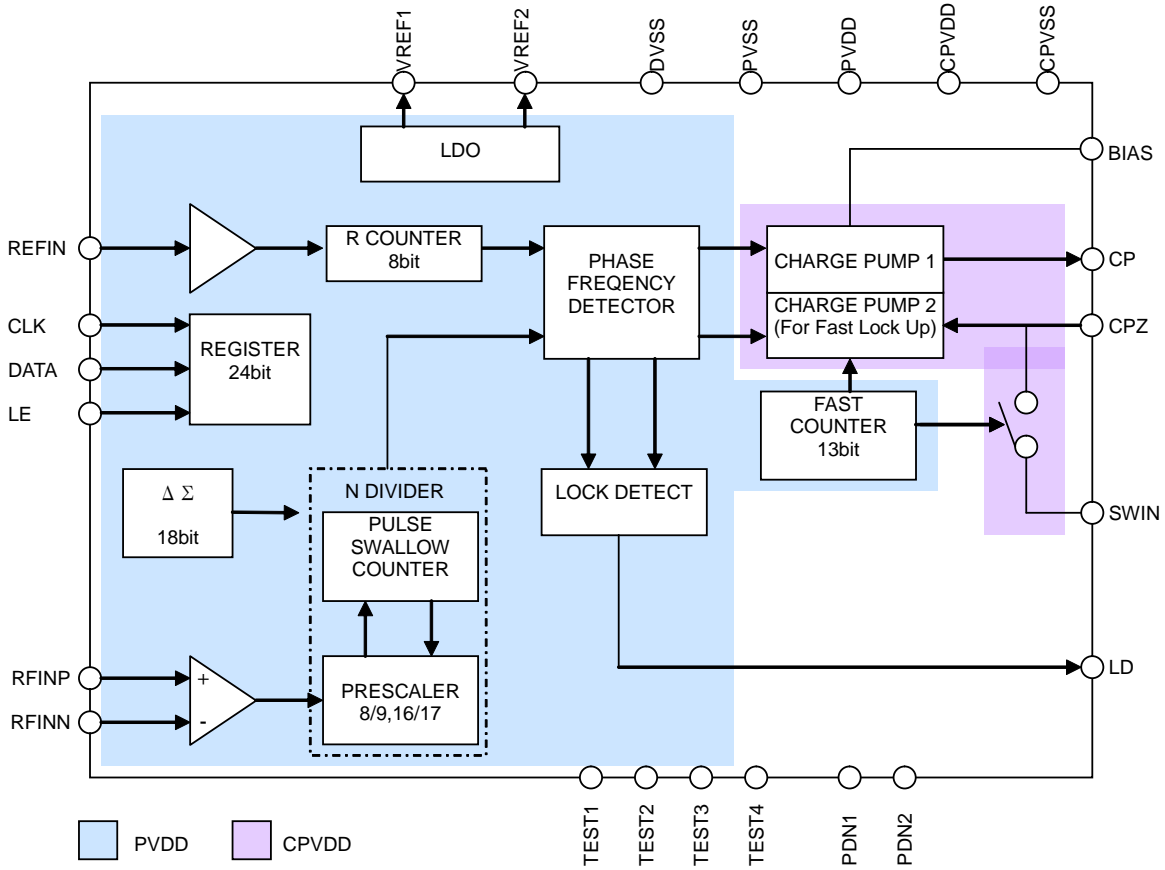 VREF1
VREF2
DVSS
PVSS
PVDD
CPVDD
CPVSS
LDO
BIAS
REFIN
R COUNTER
8bit
PHASE
FREQENCY
DETECTOR
CHARGE PUMP 1
CP
CHARGE PUMP 2
(For Fast Lock Up)
CPZ
CLK
DATA
LE
REGISTER
24bit
FAST
COUNTER
13bit
Δ Σ
18bit
N DIVIDER
PULSE
SWALLOW
COUNTER
LOCK DETECT
SWIN
RFINP
RFINN
+
-
PRESCALER
8/9,16/17
LD
TEST1
TEST2
TEST3
TEST4
PDN1
PDN2
PVDD
CPVDD